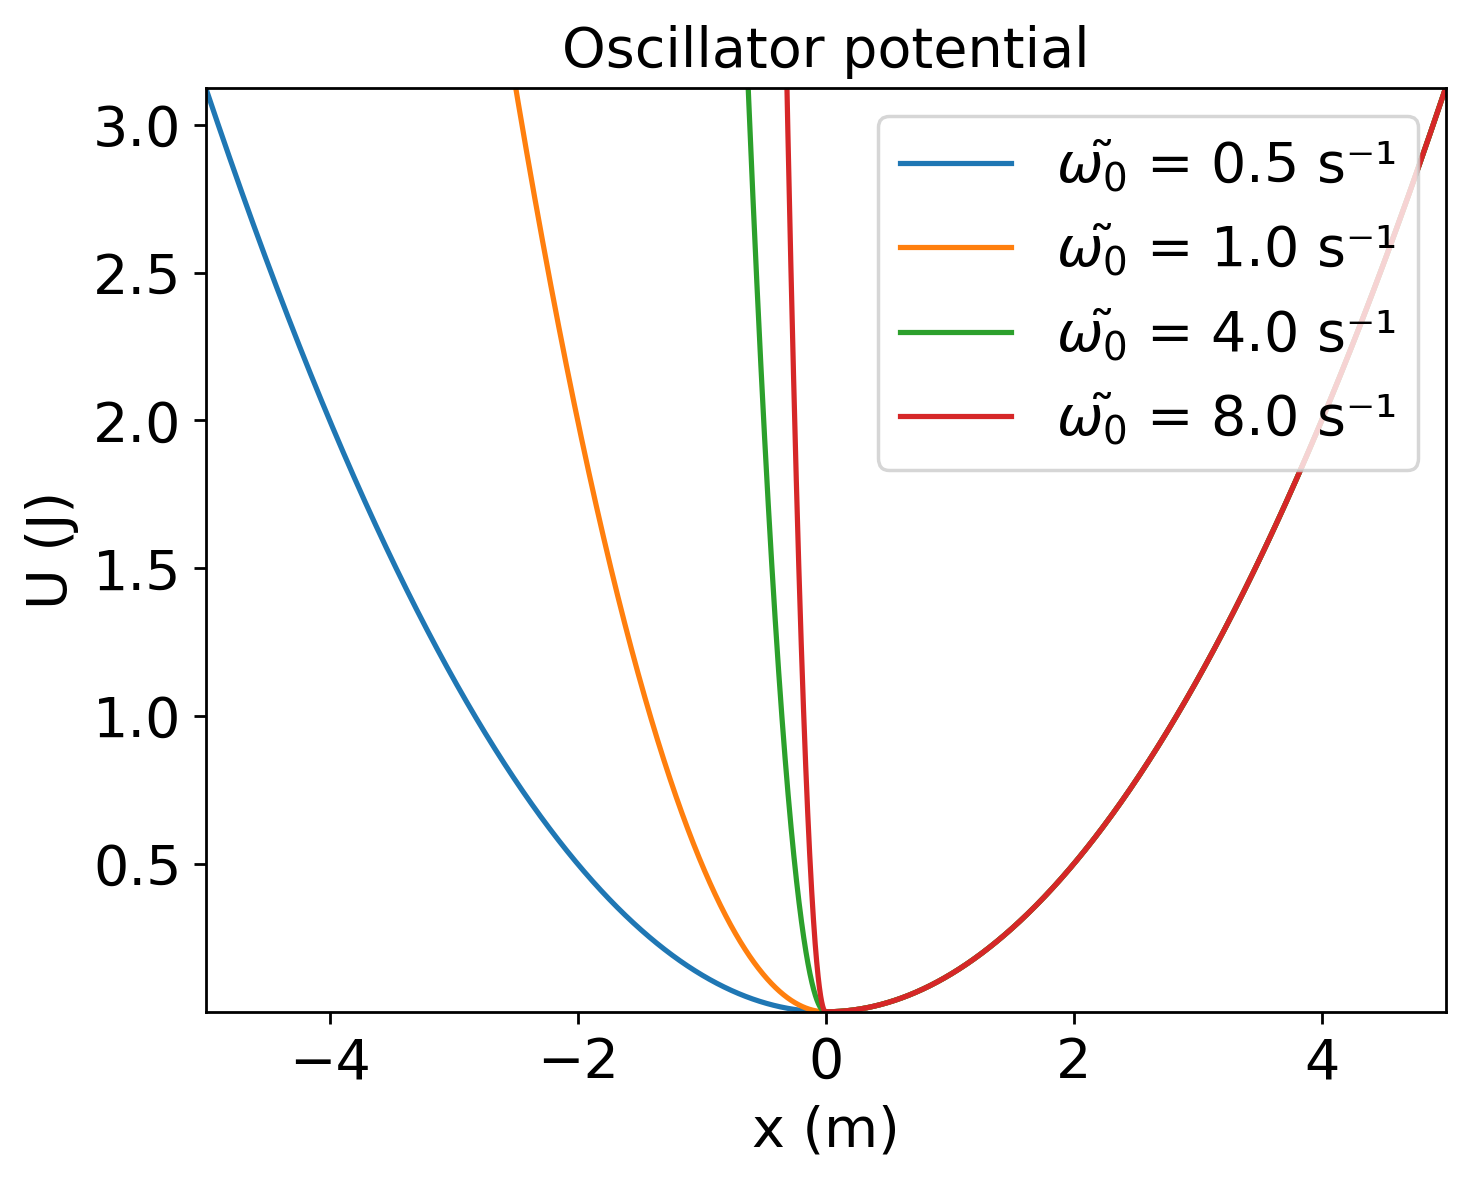 Oscillator potential
3.0
2.5
2.0
1.5
1.0
0.5
U (J)
ω̃₀ = 0.5 s⁻¹
ω̃₀ = 1.0 s⁻¹
ω̃₀ = 4.0 s⁻¹
ω̃₀ = 8.0 s⁻¹
−4 −2 0 2 4
x (m)